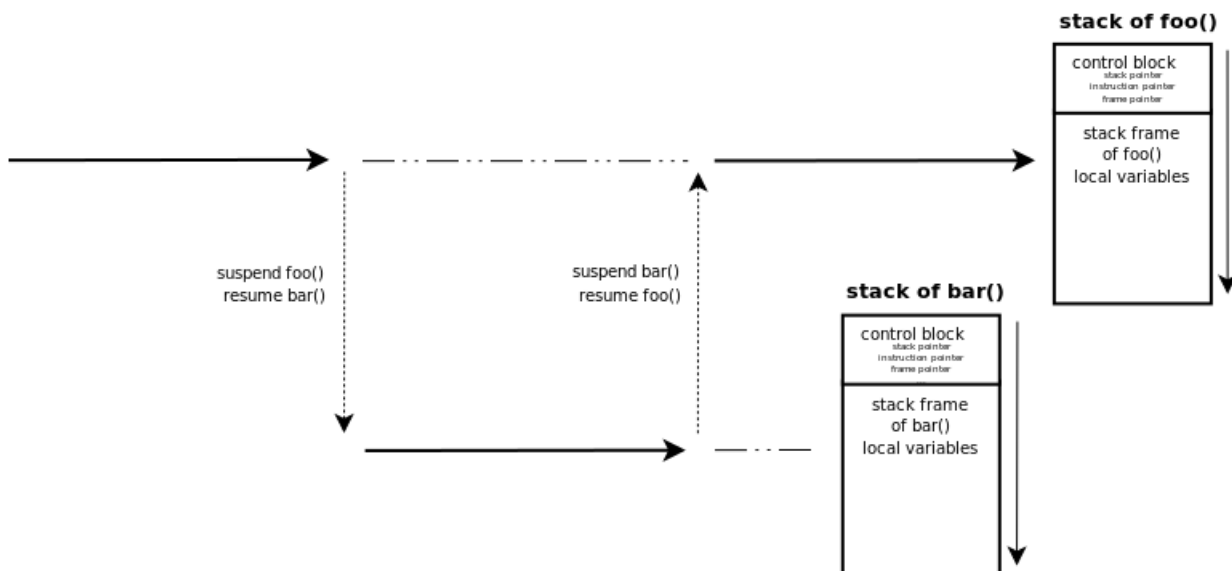 stack of foo()
control block
stack pointer
instruction pointer
frame pointer
stack frame
of foo()
local variables
suspend foo()
resume bar()
suspend bar()
resume foo()
stack of bar()
control block
stack pointer
instruction pointer
frame pointer
stack frame
of bar()
local variables